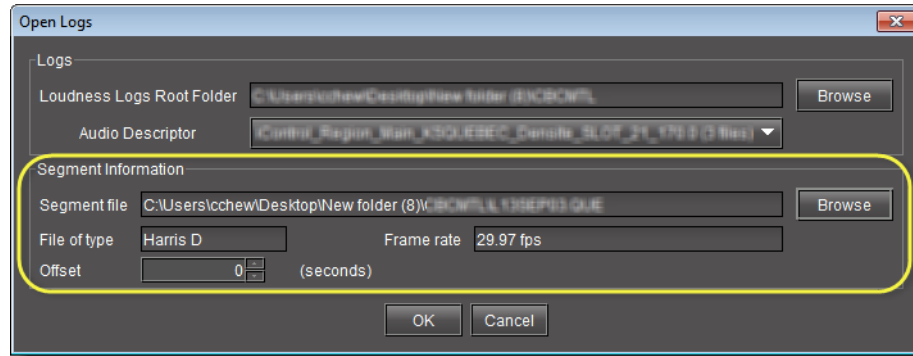 Open Logs
Logs
Loudness Logs Root Folder Browse
Audio Descriptor
Segment Information
Segment file C:\Users\cchew\Desktop\New folder (8)\ Browse
File of type Harris D Frame rate 29.97 fps
Offset 0 (seconds)
OK Cancel